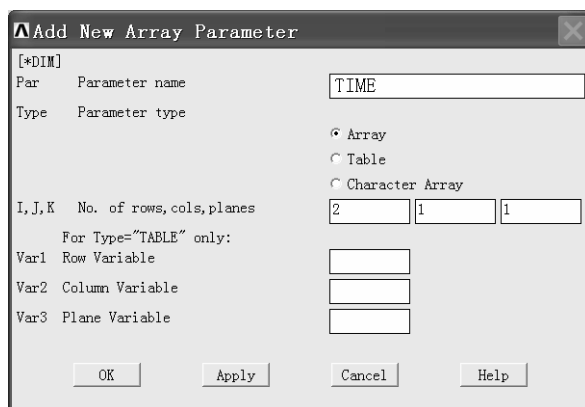 Add New Array Parameter
[*DIM]
Par Parameter name TIME
Type Parameter type
Array
Table
Character Array
I,J,K No. of rows,cols,planes 2 1 1
For Type="TABLE" only:
Var1 Row Variable
Var2 Column Variable
Var3 Plane Variable
OK Apply Cancel Help